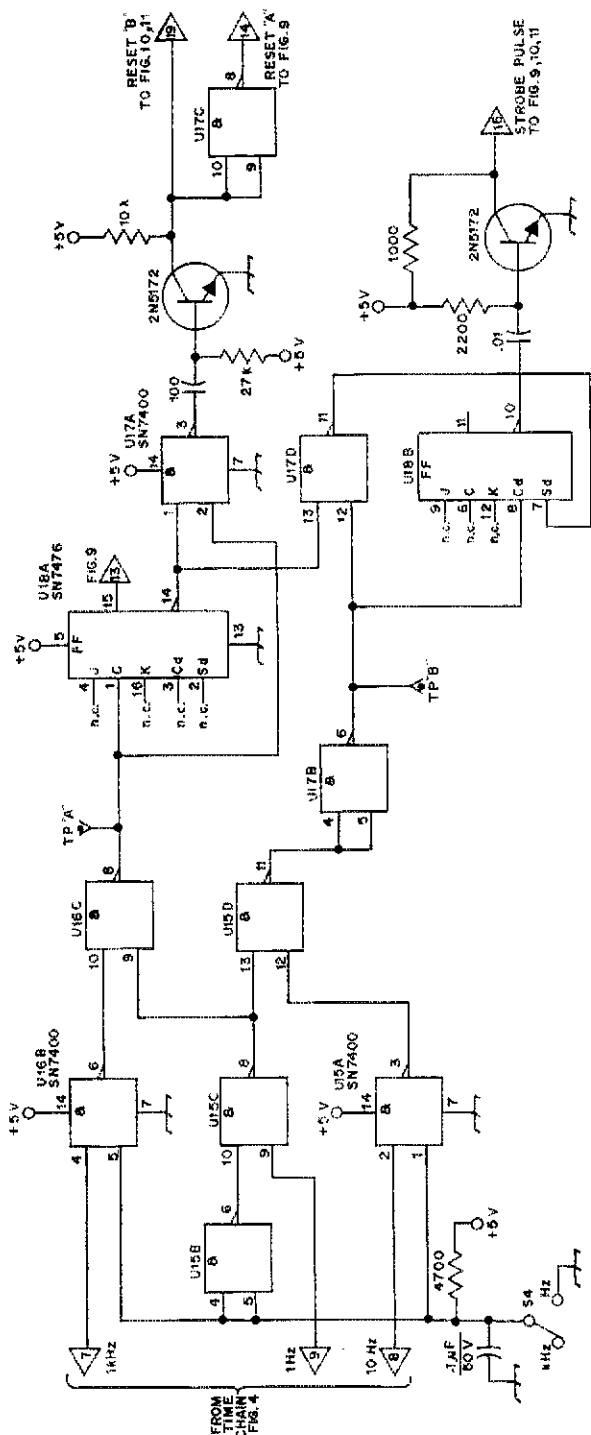 RESET "B"
TO FIG. 10, 11
19
RESET "A"
TO FIG. 9
14
8
U17C
&
10
9
+5V
10 k
2N5172
100
27 k
+5V
U17A
SN7400
+5V
14
&
3
7
1
2
STROBE PULSE
TO FIG. 9, 10, 11
1000
+5V
2200
2N5172
.01
11
U17D
&
13
12
U18B
FF
11
10
9
J
n.c.
6
C
n.c.
12
K
n.c.
8
Cd
7
Sd
U18A
SN7476
FIG. 9
13
+5V
5
FF
15
14
13
4
J
n.c.
1
C
16
K
n.c.
3
Cd
n.c.
2
Sd
n.c.
TP "A"
TP "B"
U17B
&
6
4
5
U16C
&
8
10
9
U15D
&
11
13
12
U16B
SN7400
+5V
14
&
6
7
4
5
U15C
&
8
10
9
U15A
SN7400
+5V
14
&
3
7
2
1
U15B
&
6
4
5
7
1kHz
9
1Hz
8
10 Hz
FROM
TIME
CHAIN
FIG. 4
4700
+5V
50 V
S4
Hz
kHz